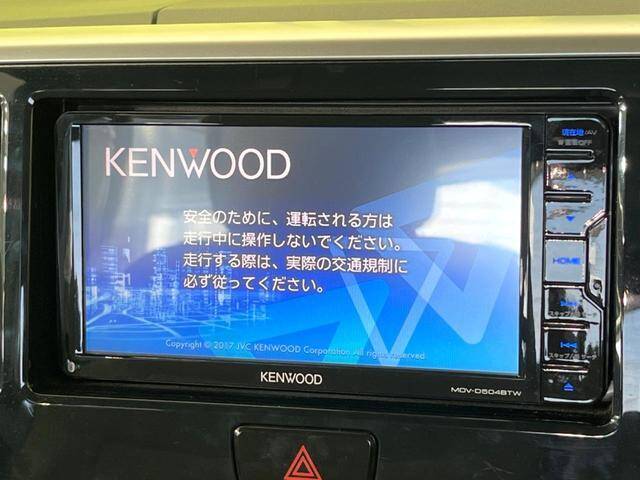 KENWOOD
安全のために、運転される方は
走行中に操作しないでください。
走行する際は、実際の交通規制に
必ず従ってください。
Copyright © 2017 JVC KENWOOD Corporation All rights reserved.
KENWOOD
MDV-D504BTW
現在地/AV
HOME